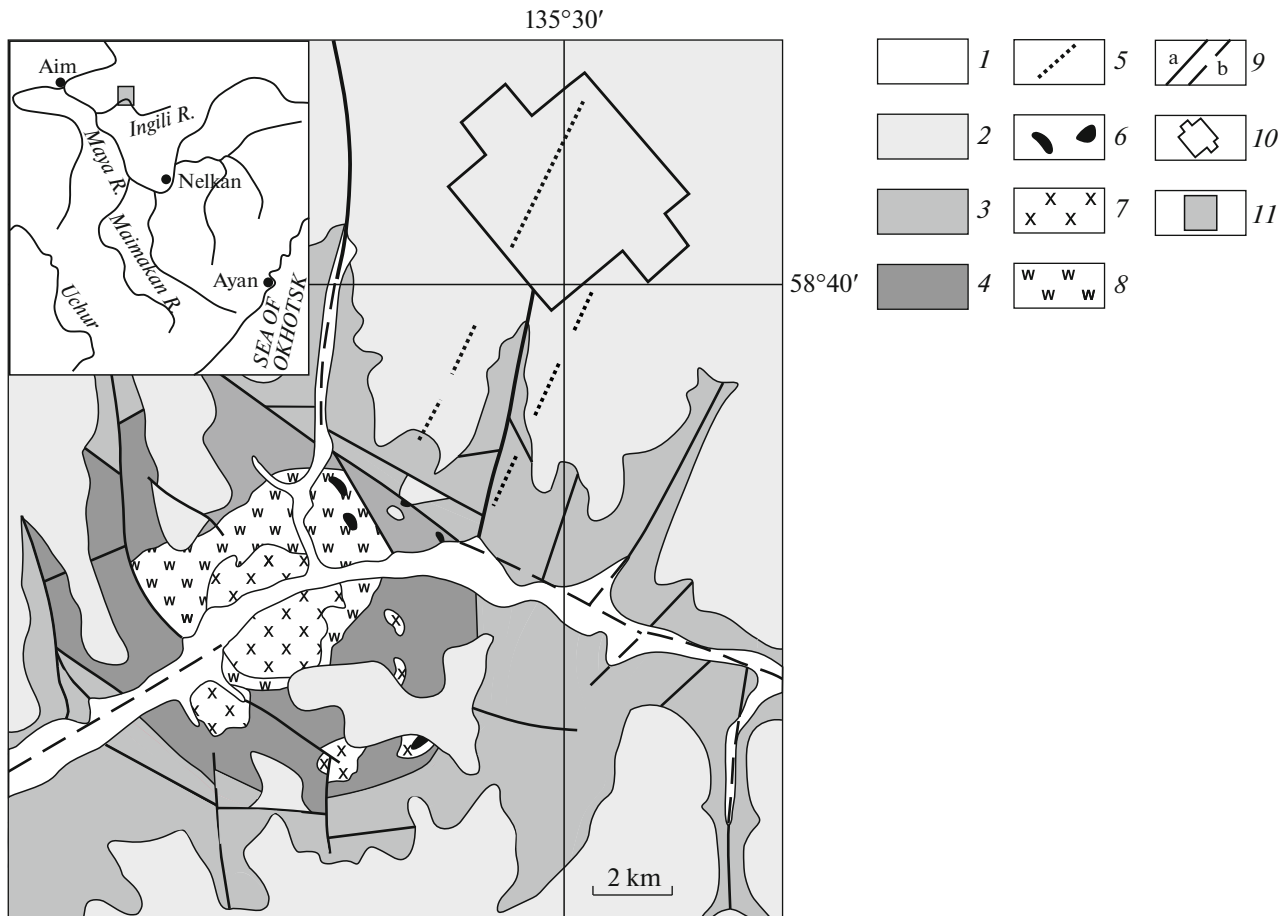 135°30′
Aim
Ingili R.
Maya R.
Nelkan
Maimakan R.
Ayan
Uchur
SEA OF
OKHOTSK
58°40′
2 km
1
2
3
4
5
6
x x
x x
7
w w
w w
8
a
b
9
10
11